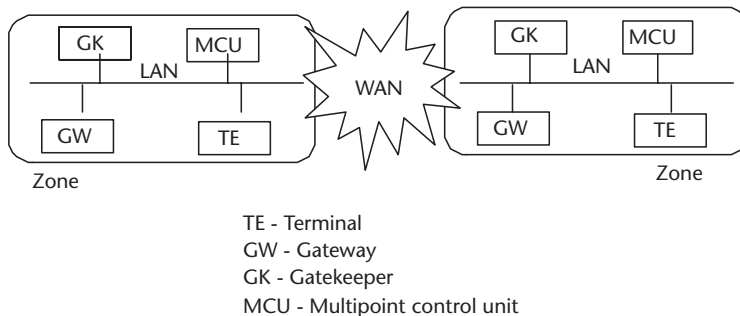 GK
MCU
LAN
GW
TE
Zone
WAN
GK
MCU
LAN
GW
TE
Zone
TE - Terminal
GW - Gateway
GK - Gatekeeper
MCU - Multipoint control unit